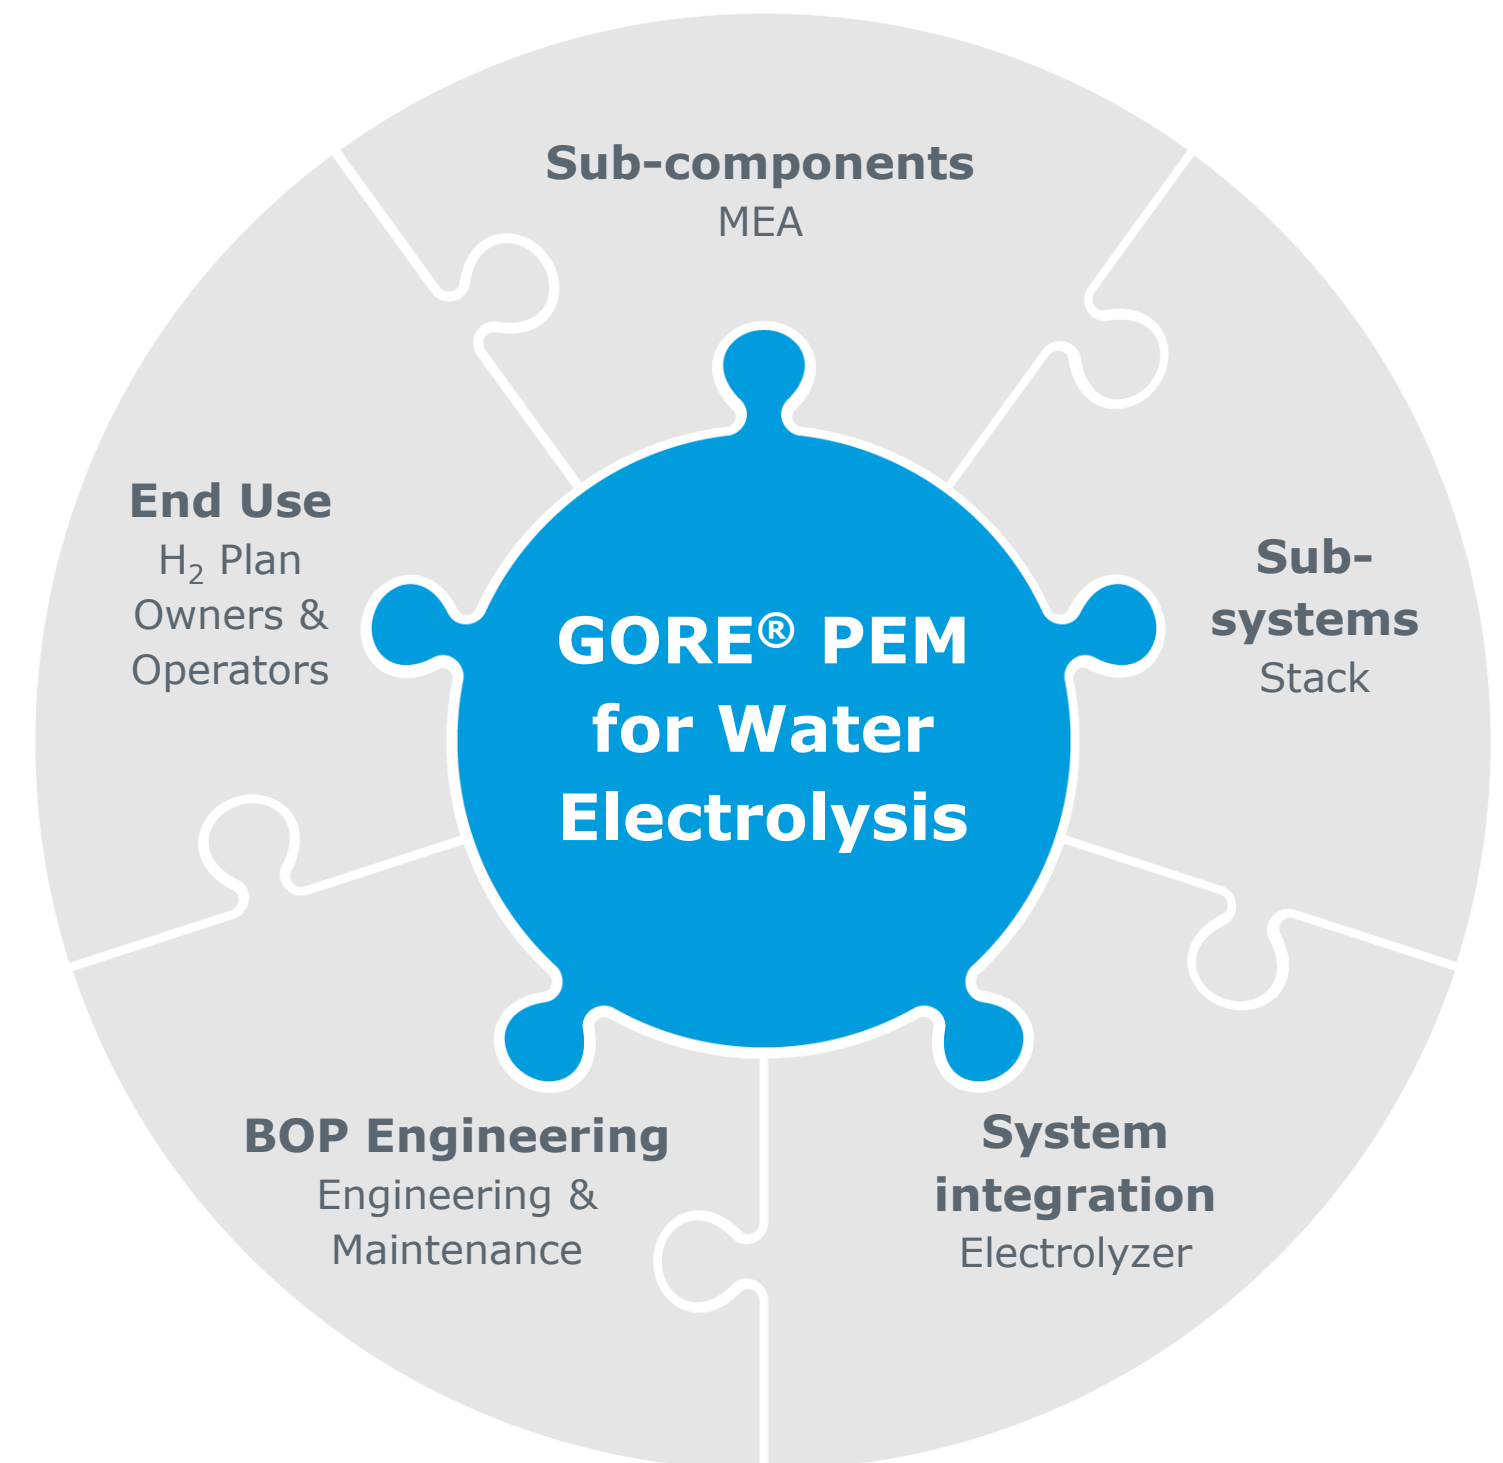 Sub-components
MEA
Sub-
systems
Stack
System
integration
Electrolyzer
BOP Engineering
Engineering &
Maintenance
End Use
H₂ Plan
Owners &
Operators
GORE® PEM
for Water
Electrolysis